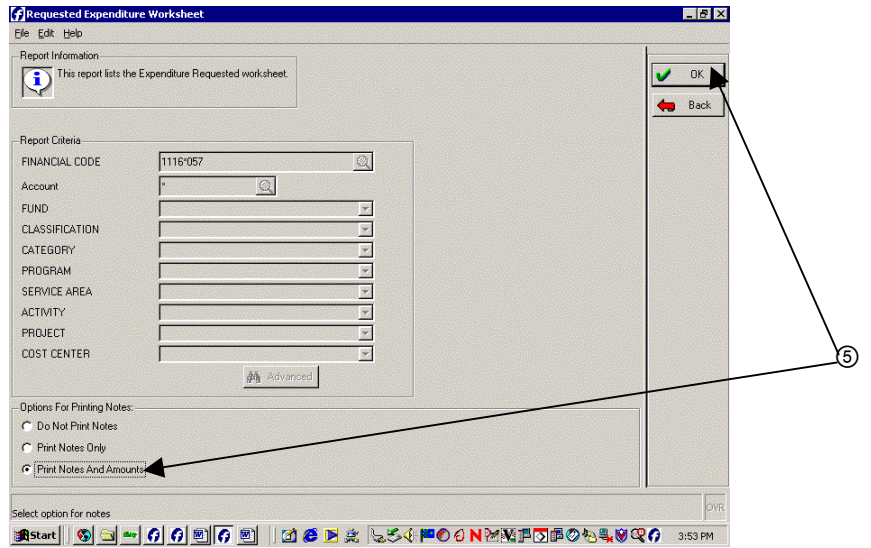 Requested Expenditure Worksheet
File Edit Help
Report Information
This report lists the Expenditure Requested worksheet.
OK
Back
Report Criteria
FINANCIAL CODE 1116*057
Account *
FUND
CLASSIFICATION
CATEGORY
PROGRAM
SERVICE AREA
ACTIVITY
PROJECT
COST CENTER
Advanced
⑤
Options For Printing Notes:
Do Not Print Notes
Print Notes Only
Print Notes And Amounts
Select option for notes OVR
Start 3:53 PM